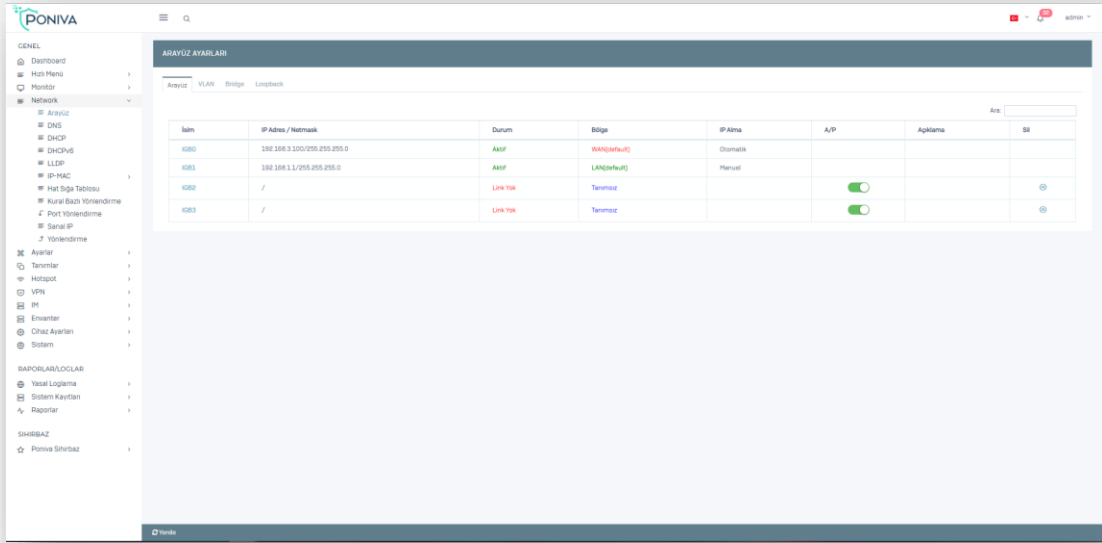 PONIVA
admin
GENEL
Dashboard
Hızlı Menü
Monitör
Network
Arayüz
DNS
DHCP
DHCPv6
LLDP
IP-MAC
Hat Sığa Tablosu
Kural Bazlı Yönlendirme
Port Yönlendirme
Sanal IP
Yönlendirme
Ayarlar
Tanımlar
Hotspot
VPN
IM
Envanter
Cihaz Ayarları
Sistem
RAPORLAR/LOGLAR
Yasal Loglama
Sistem Kayıtları
Raporlar
SİHİRBAZ
Poniva Sihirbaz
ARAYÜZ AYARLARI
Arayüz VLAN Bridge Loopback
Ara:
İsim IP Adres / Netmask Durum Bölge IP Alma A/P Açıklama Sil
IGB0 192.168.3.100/255.255.255.0 Aktif WAN(default) Otomatik
IGB1 192.168.1.1/255.255.255.0 Aktif LAN(default) Manuel
IGB2 / Link Yok Tanımsız
IGB3 / Link Yok Tanımsız
Yenile